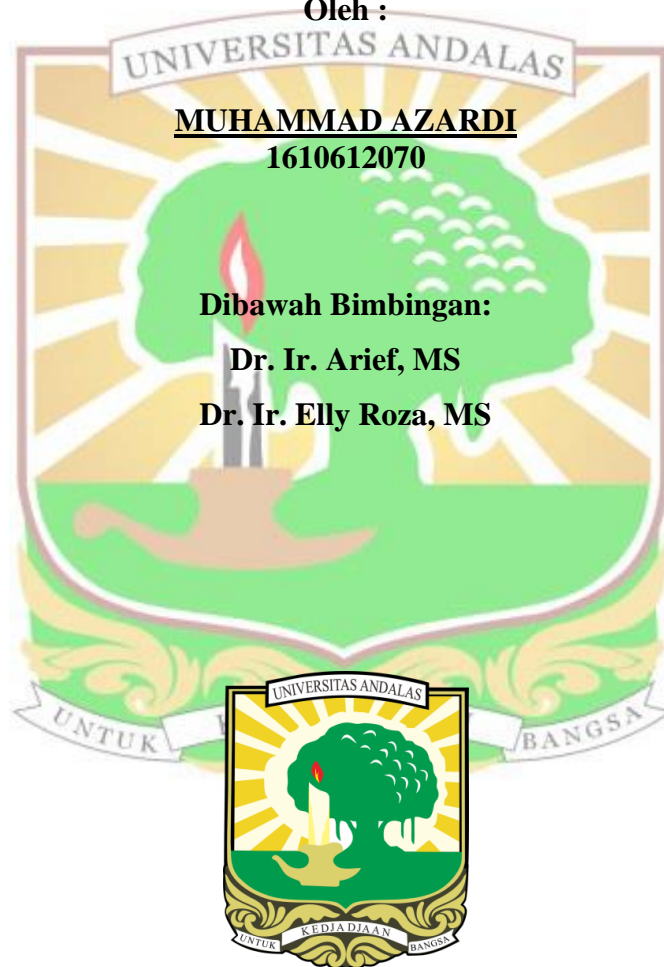 Oleh :
UNIVERSITAS ANDALAS
MUHAMMAD AZARDI
1610612070
Dibawah Bimbingan:
Dr. Ir. Arief, MS
Dr. Ir. Elly Roza, MS
UNTUK BANGSA
UNIVERSITAS ANDALAS
UNTUK KEDJADJAAN BANGSA